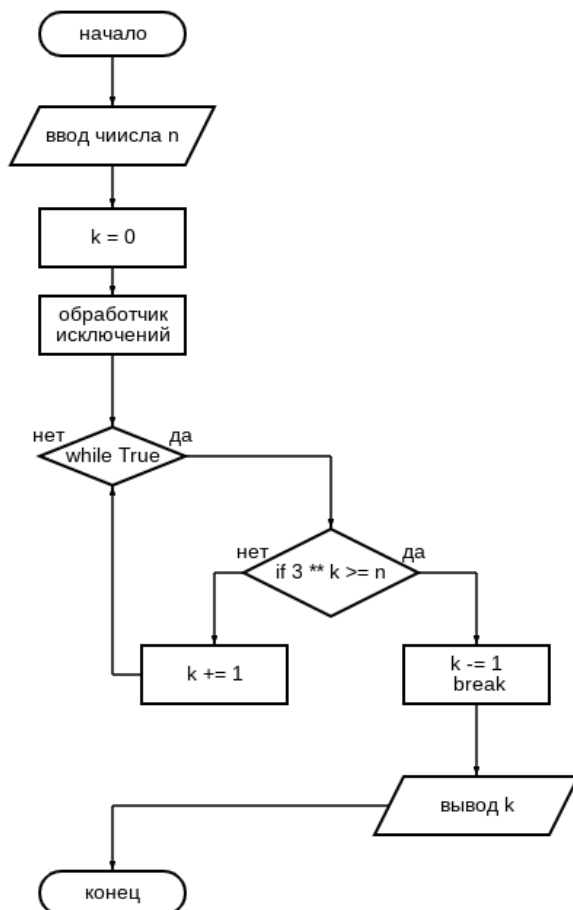 начало
ввод чиисла n
k = 0
обработчик
исключений
нет
да
while True
нет
да
if 3 ** k >= n
k += 1
k -= 1
break
вывод k
конец